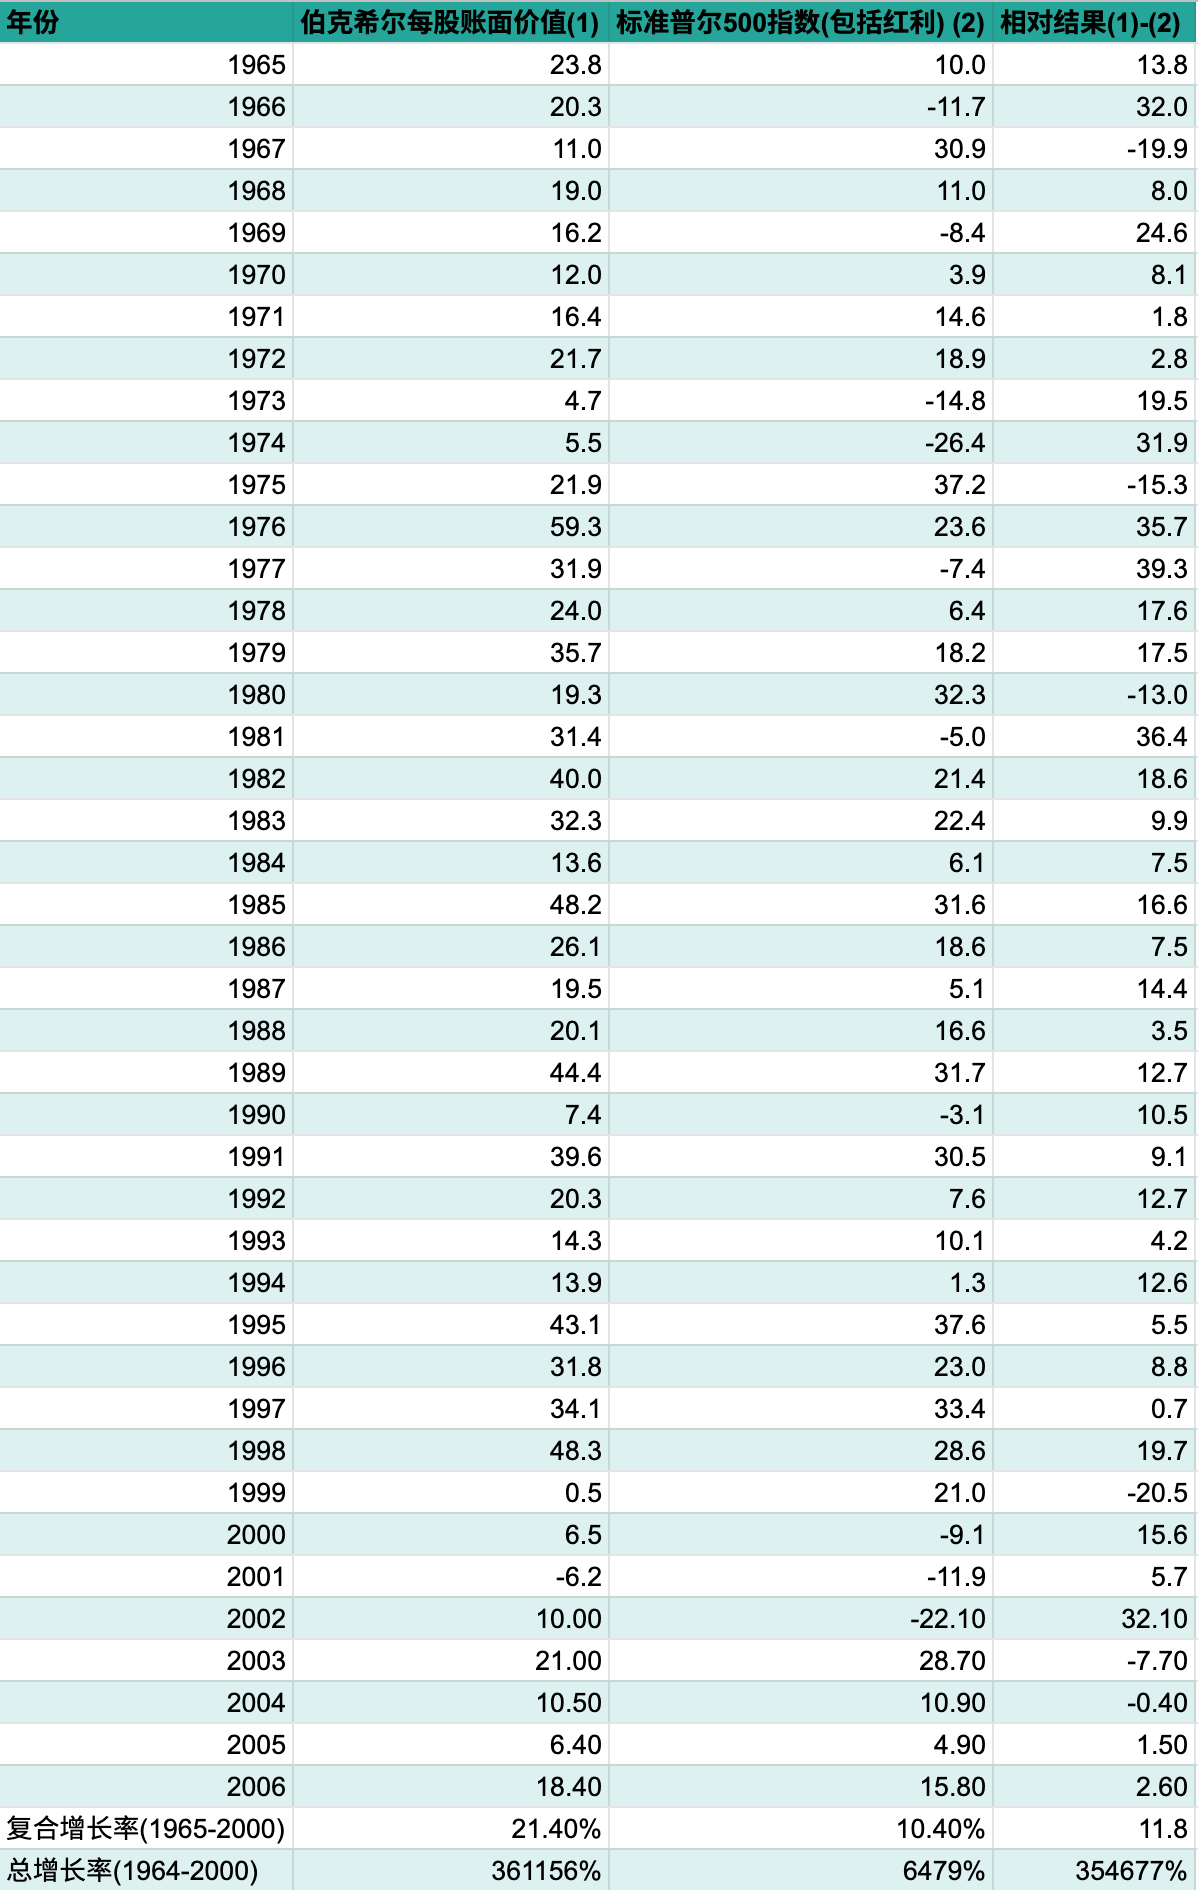 年份 伯克希尔每股账面价值(1) 标准普尔500指数(包括红利) (2) 相对结果(1)-(2)
1965 23.8 10.0 13.8
1966 20.3 -11.7 32.0
1967 11.0 30.9 -19.9
1968 19.0 11.0 8.0
1969 16.2 -8.4 24.6
1970 12.0 3.9 8.1
1971 16.4 14.6 1.8
1972 21.7 18.9 2.8
1973 4.7 -14.8 19.5
1974 5.5 -26.4 31.9
1975 21.9 37.2 -15.3
1976 59.3 23.6 35.7
1977 31.9 -7.4 39.3
1978 24.0 6.4 17.6
1979 35.7 18.2 17.5
1980 19.3 32.3 -13.0
1981 31.4 -5.0 36.4
1982 40.0 21.4 18.6
1983 32.3 22.4 9.9
1984 13.6 6.1 7.5
1985 48.2 31.6 16.6
1986 26.1 18.6 7.5
1987 19.5 5.1 14.4
1988 20.1 16.6 3.5
1989 44.4 31.7 12.7
1990 7.4 -3.1 10.5
1991 39.6 30.5 9.1
1992 20.3 7.6 12.7
1993 14.3 10.1 4.2
1994 13.9 1.3 12.6
1995 43.1 37.6 5.5
1996 31.8 23.0 8.8
1997 34.1 33.4 0.7
1998 48.3 28.6 19.7
1999 0.5 21.0 -20.5
2000 6.5 -9.1 15.6
2001 -6.2 -11.9 5.7
2002 10.00 -22.10 32.10
2003 21.00 28.70 -7.70
2004 10.50 10.90 -0.40
2005 6.40 4.90 1.50
2006 18.40 15.80 2.60
复合增长率(1965-2000) 21.40% 10.40% 11.8
总增长率(1964-2000) 361156% 6479% 354677%